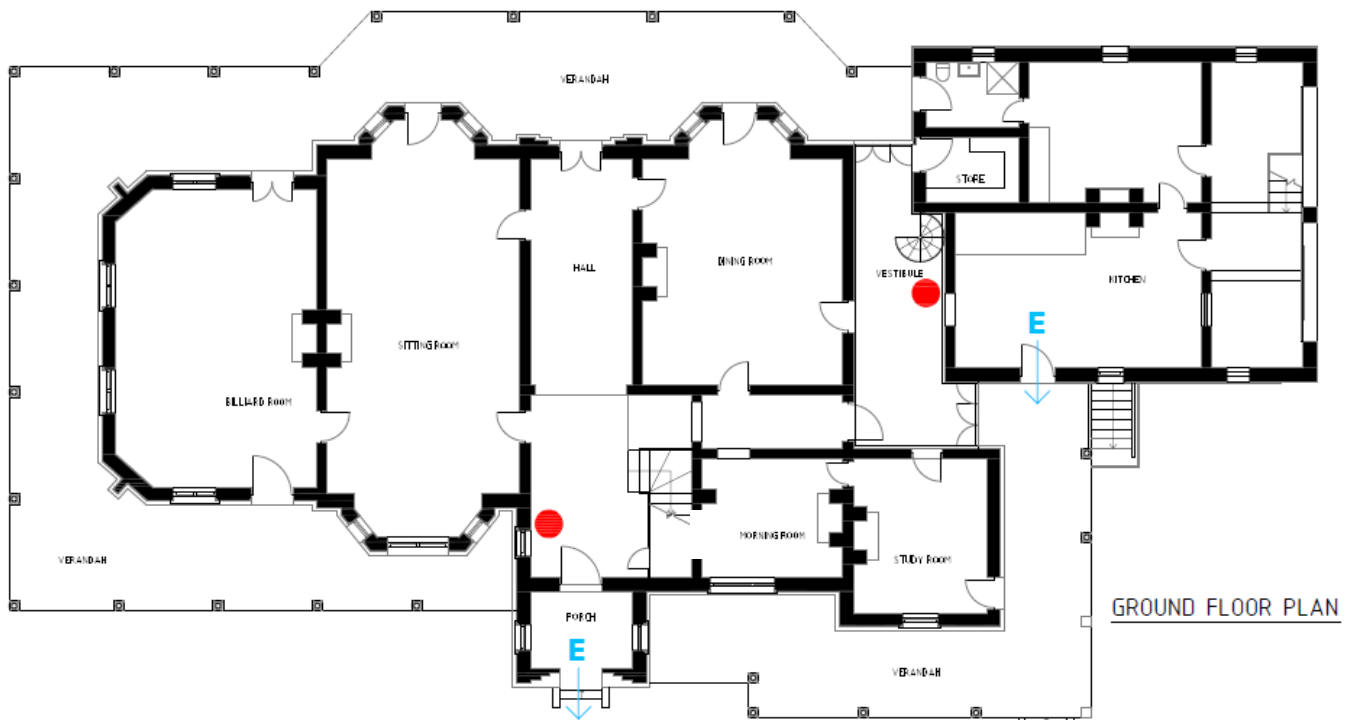 VERANDAH
STORE
HALL
DINING ROOM
VESTIBULE
KITCHEN
E
SITTING ROOM
BILLIARD ROOM
MORNING ROOM
VERANDAH
STUDY ROOM
GROUND FLOOR PLAN
PORCH
E
VERANDAH